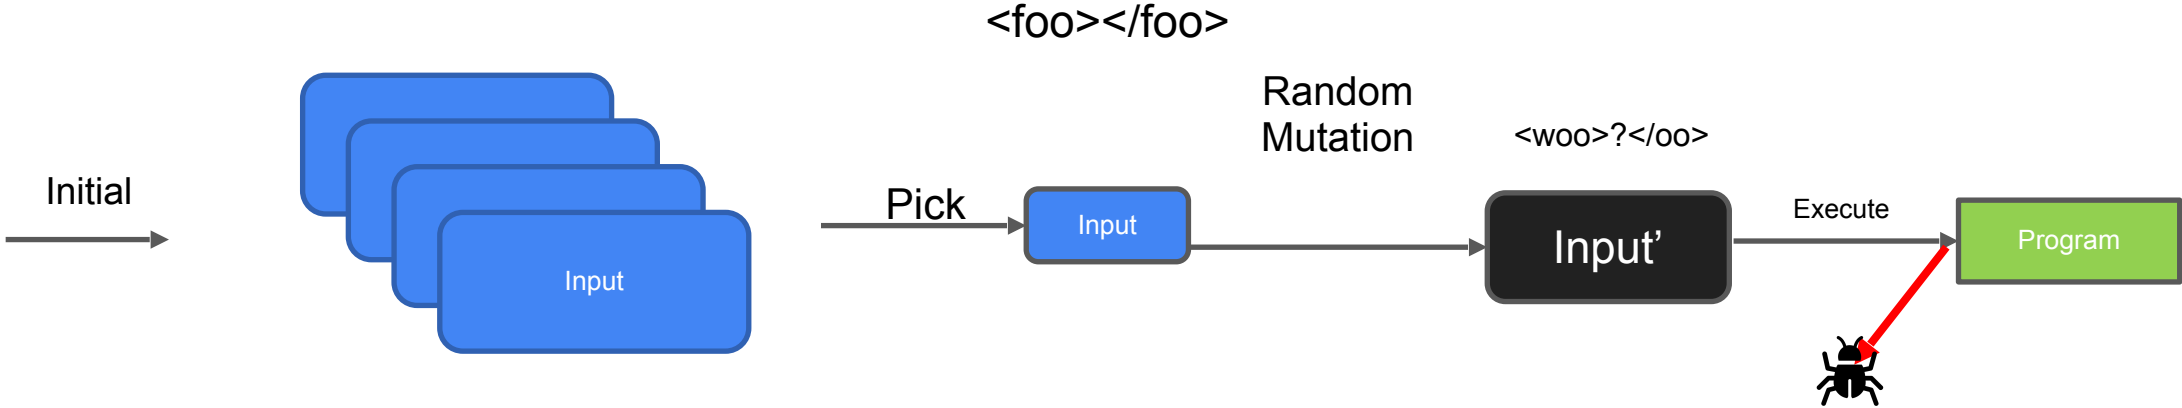 Initial
Input
Pick
<foo></foo>
Input
Random
Mutation
<woo>?</oo>
Input’
Execute
Program